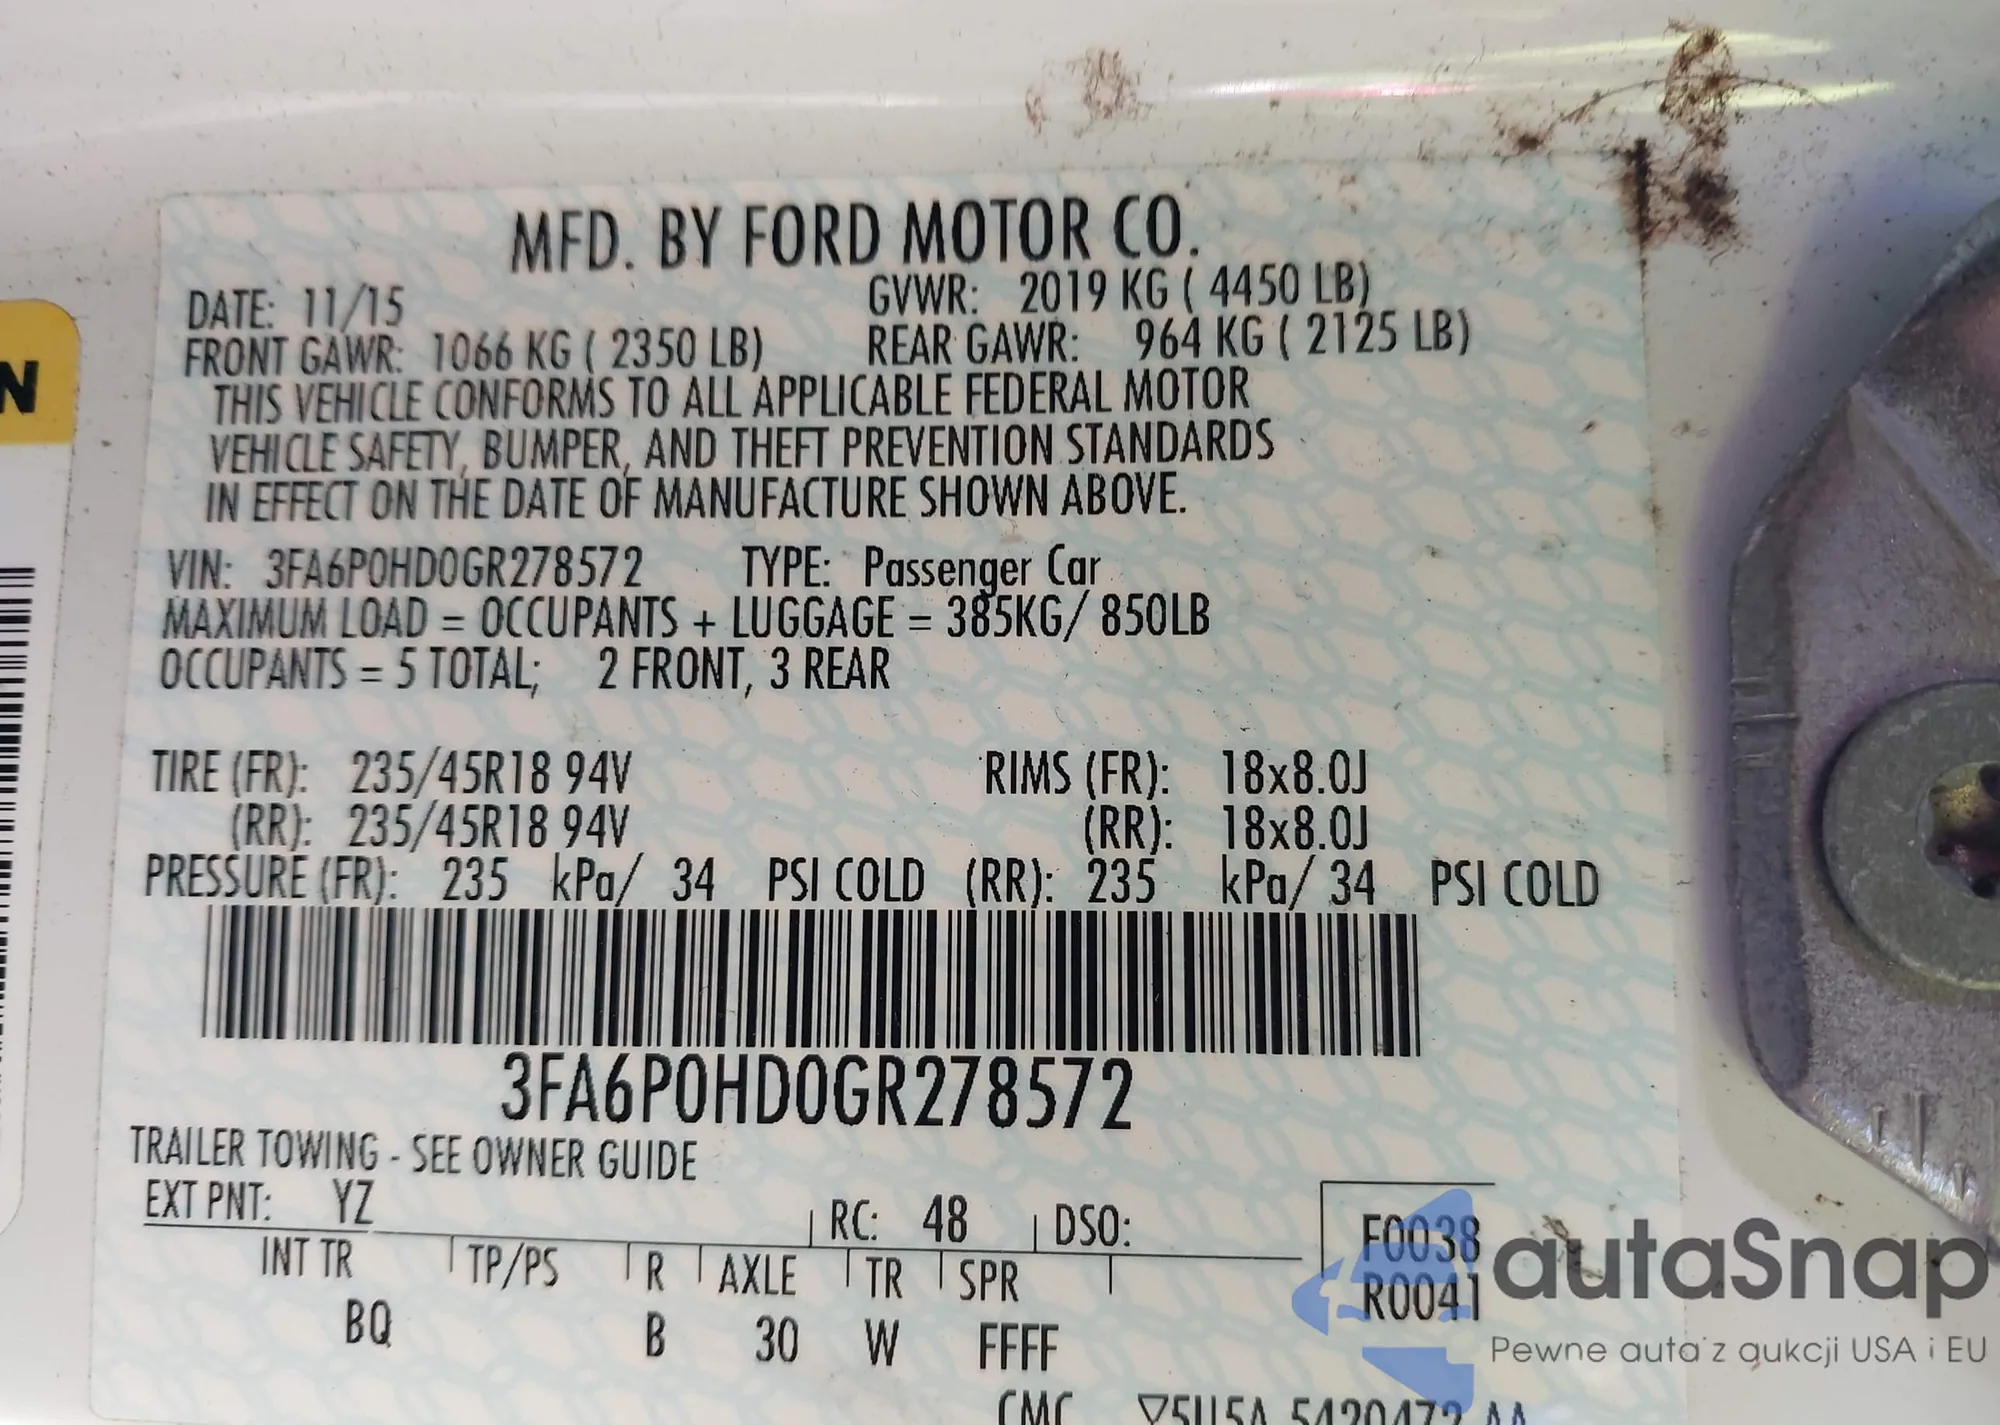 MFD. BY FORD MOTOR CO.
DATE: 11/15 GVWR: 2019 KG ( 4450 LB)
FRONT GAWR: 1066 KG ( 2350 LB) REAR GAWR: 964 KG ( 2125 LB)
THIS VEHICLE CONFORMS TO ALL APPLICABLE FEDERAL MOTOR
VEHICLE SAFETY, BUMPER, AND THEFT PREVENTION STANDARDS
IN EFFECT ON THE DATE OF MANUFACTURE SHOWN ABOVE.
VIN: 3FA6P0HD0GR278572 TYPE: Passenger Car
MAXIMUM LOAD = OCCUPANTS + LUGGAGE = 385KG/ 850LB
OCCUPANTS = 5 TOTAL; 2 FRONT, 3 REAR
TIRE (FR): 235/45R18 94V RIMS (FR): 18x8.0J
(RR): 235/45R18 94V (RR): 18x8.0J
PRESSURE (FR): 235 kPa/ 34 PSI COLD (RR): 235 kPa/ 34 PSI COLD
3FA6P0HD0GR278572
TRAILER TOWING - SEE OWNER GUIDE
EXT PNT: YZ RC: 48 DSO: F0038
R0041
INT TR TP/PS R AXLE TR SPR
BQ B 30 W FFFF
CMC ▽5U5A 5420472 AA
N
autaSnap
Pewne auta z aukcji USA i EU